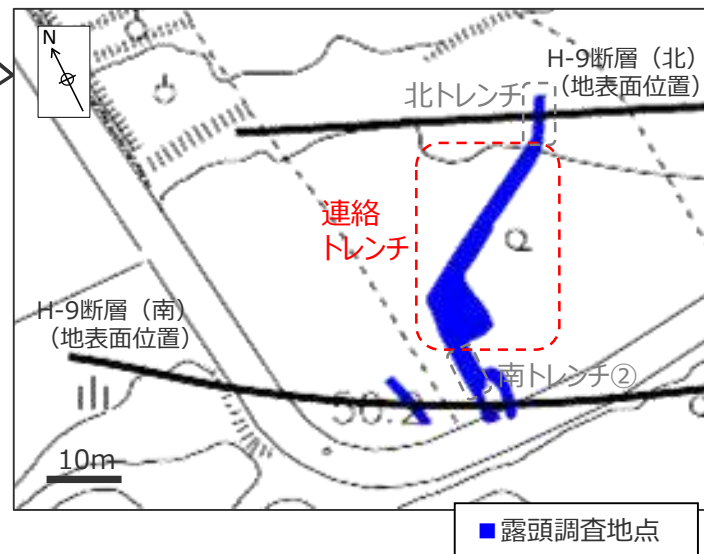 N
H-9断層（北）
（地表面位置）
北トレンチ
連絡
トレンチ
H-9断層（南）
（地表面位置）
南トレンチ②
50.2
10m
露頭調査地点